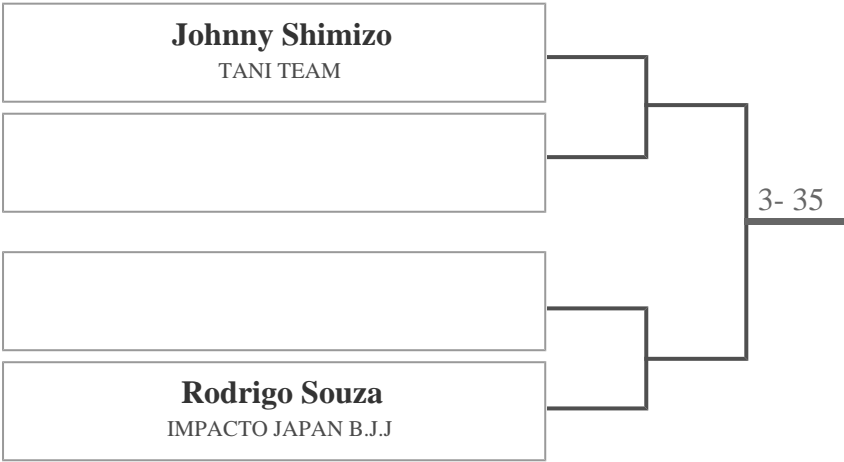 Johnny Shimizo
TANI TEAM
3- 35
Rodrigo Souza
IMPACTO JAPAN B.J.J